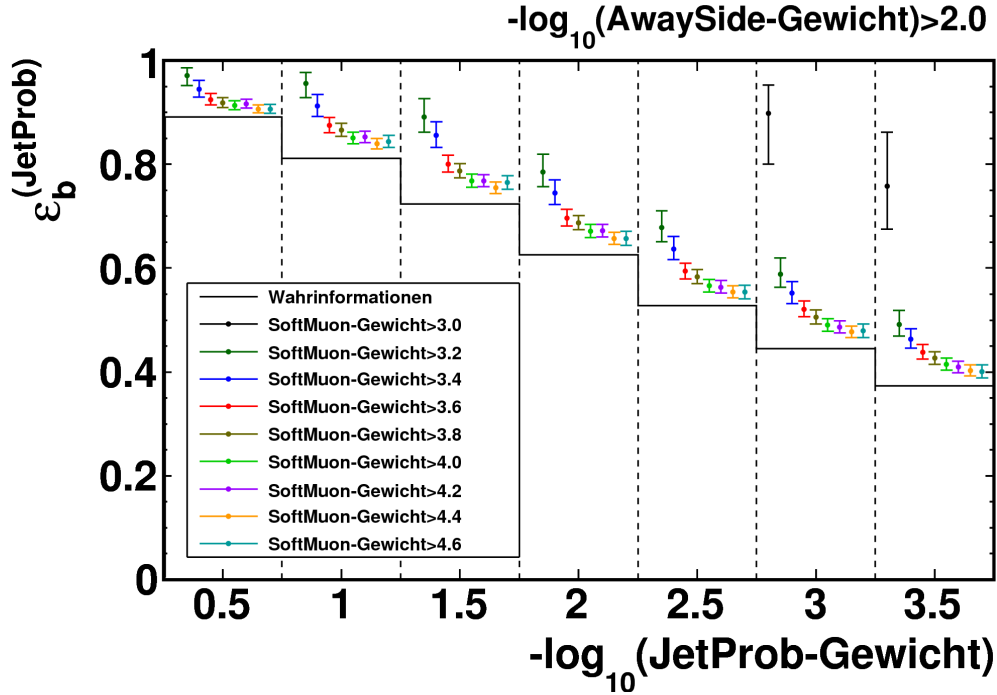 -log10(AwaySide-Gewicht)>2.0
εb(JetProb)
1
0.8
0.6
0.4
0.2
0
Wahrinformationen
SoftMuon-Gewicht>3.0
SoftMuon-Gewicht>3.2
SoftMuon-Gewicht>3.4
SoftMuon-Gewicht>3.6
SoftMuon-Gewicht>3.8
SoftMuon-Gewicht>4.0
SoftMuon-Gewicht>4.2
SoftMuon-Gewicht>4.4
SoftMuon-Gewicht>4.6
0.5 1 1.5 2 2.5 3 3.5
-log10(JetProb-Gewicht)